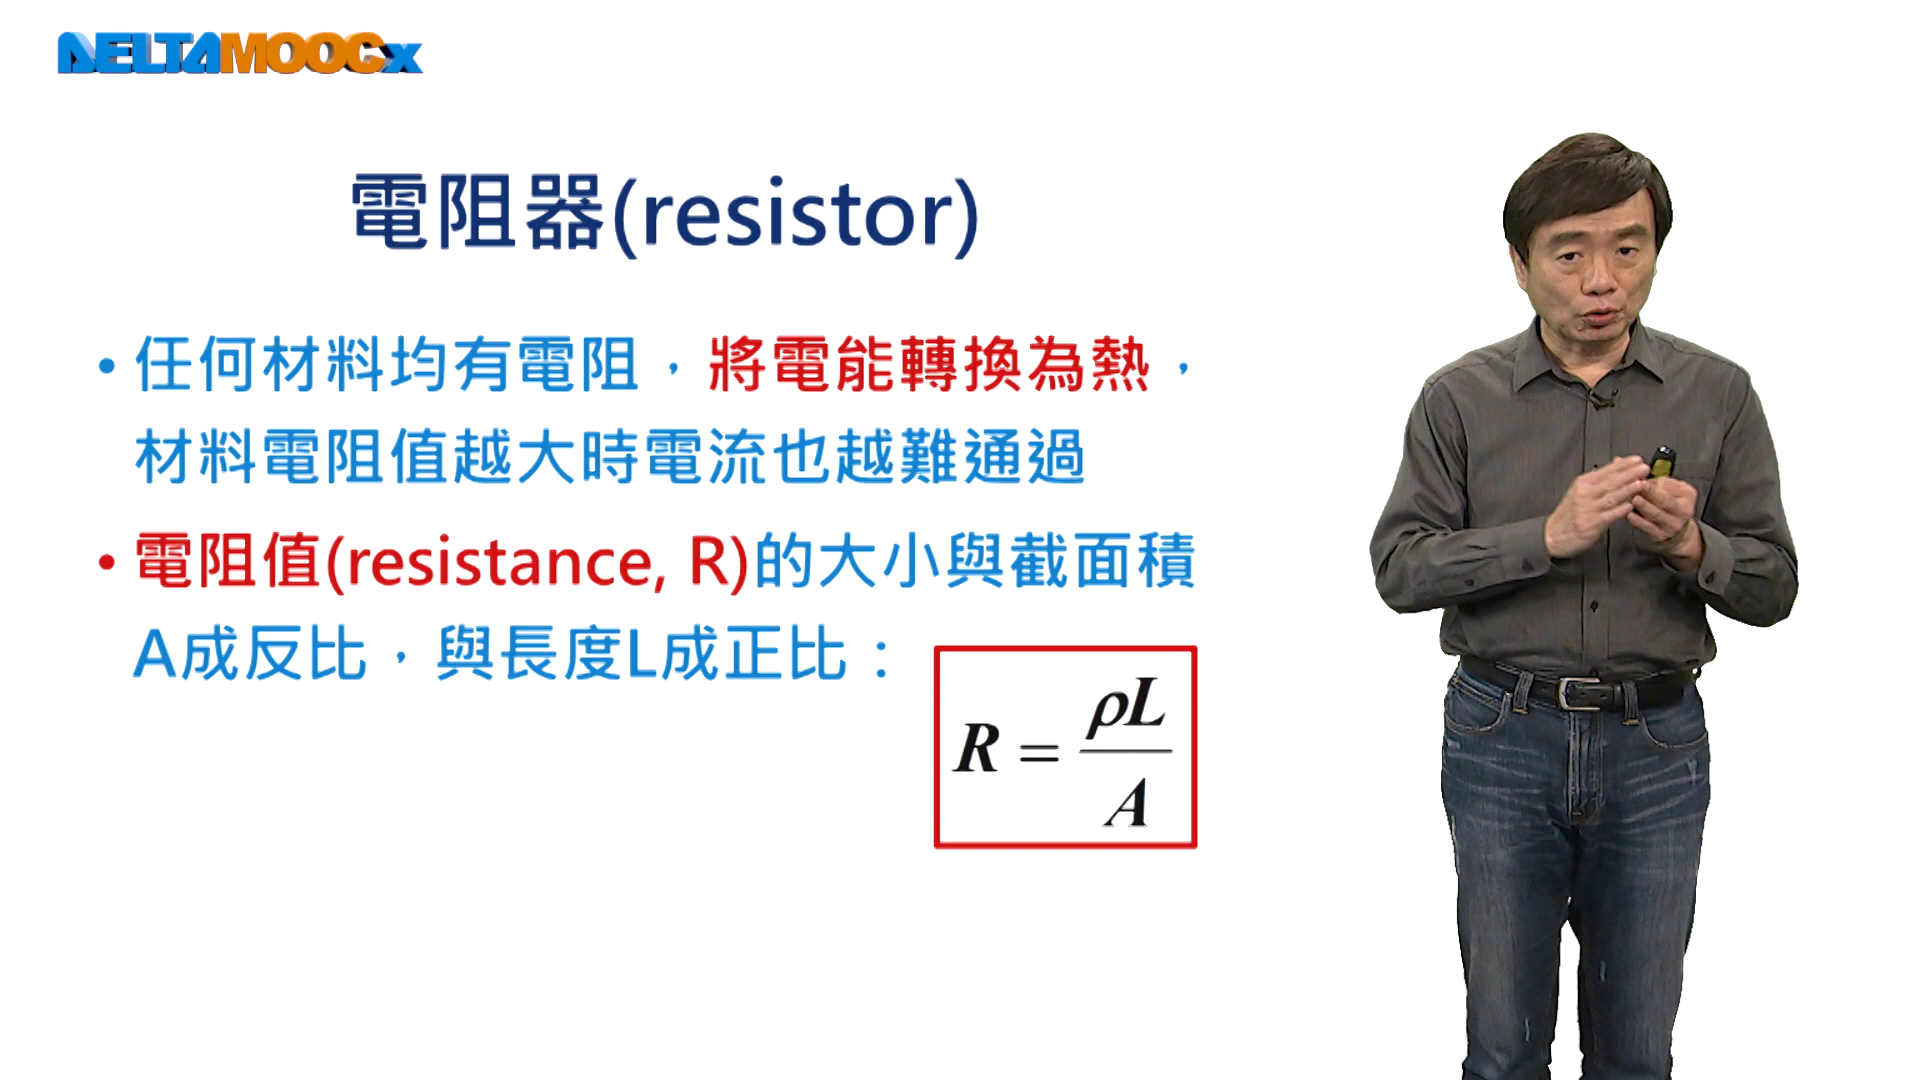 DELTAMOOCx
電阻器(resistor)
• 任何材料均有電阻，將電能轉換為熱，
材料電阻值越大時電流也越難通過
• 電阻值(resistance, R)的大小與截面積
A成反比，與長度L成正比：
R = ρL / A